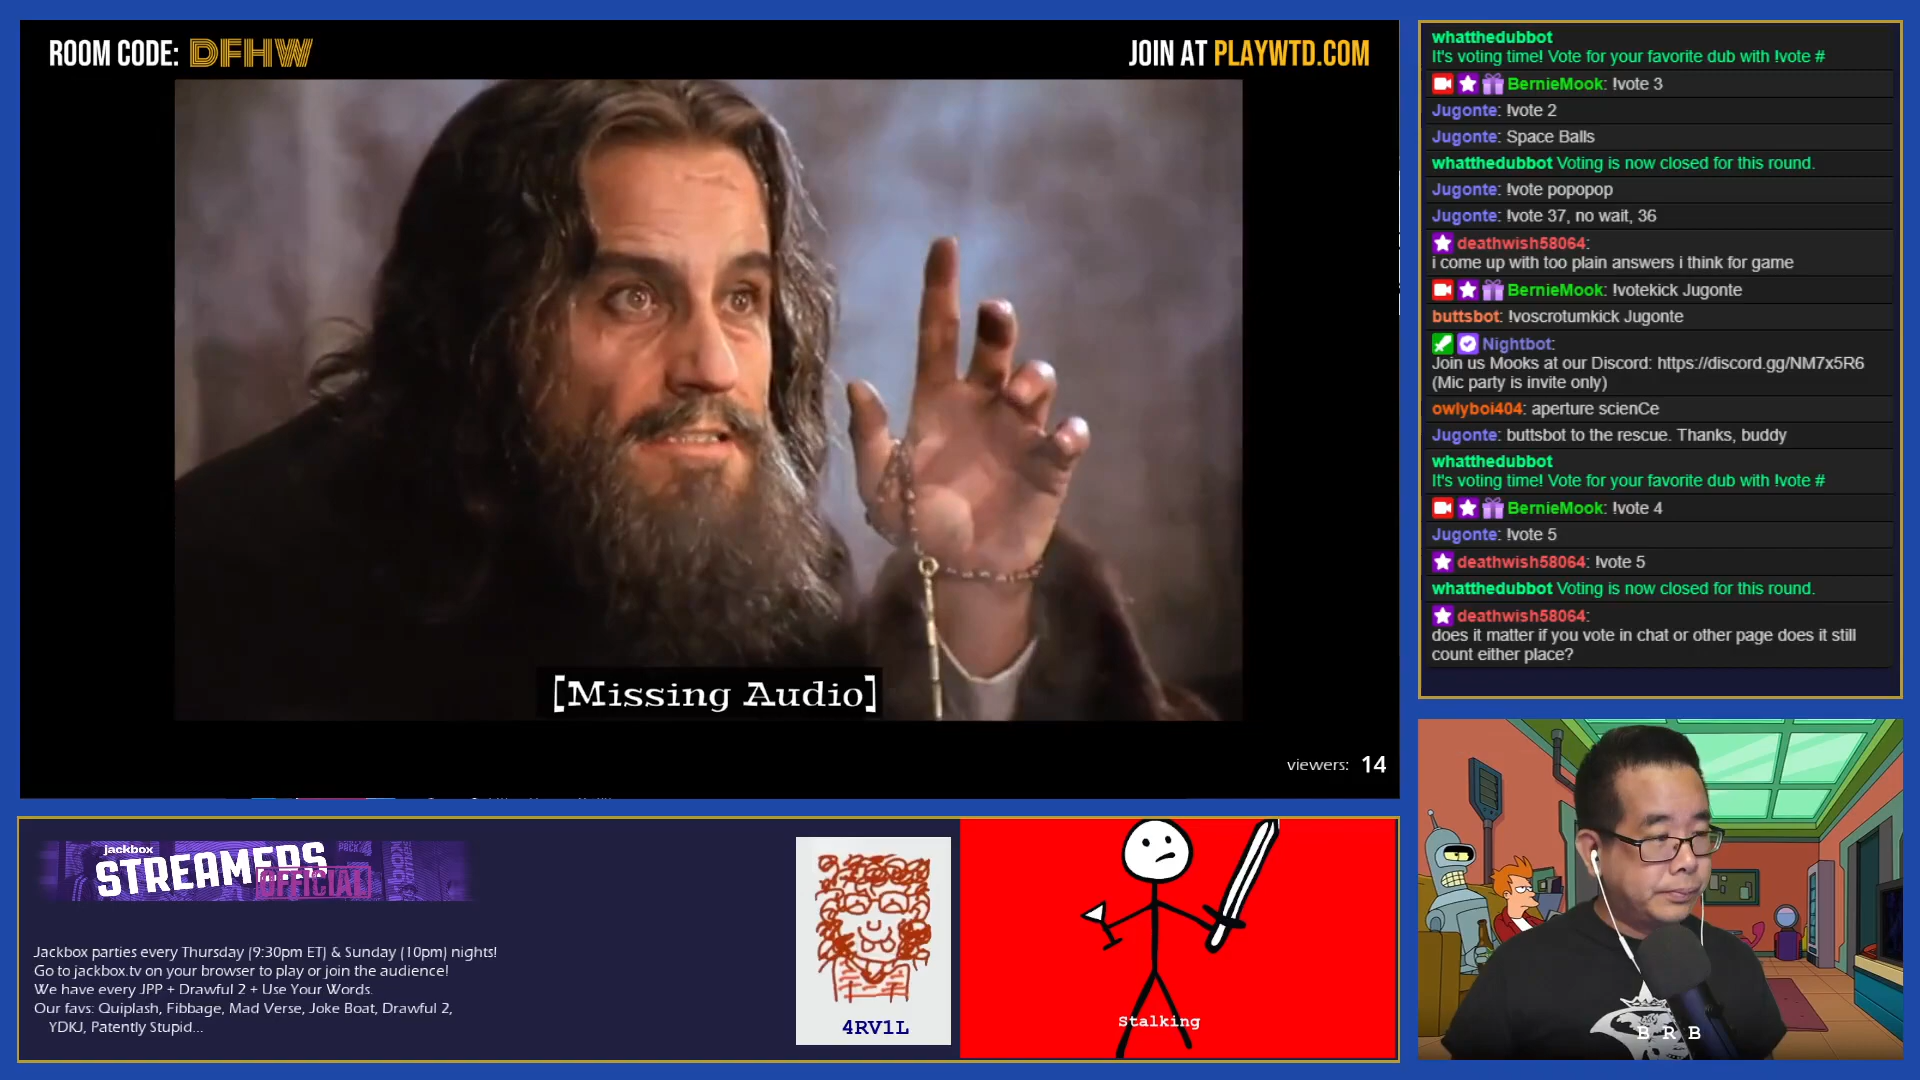 ROOM CODE: DFHW
JOIN AT PLAYWTD.COM
[Missing Audio]
viewers: 14
whatthedubbot
It's voting time! Vote for your favorite dub with !vote #
BernieMook: !vote 3
Jugonte: !vote 2
Jugonte: Space Balls
whatthedubbot Voting is now closed for this round.
Jugonte: !vote popopop
Jugonte: !vote 37, no wait, 36
deathwish58064:
i come up with too plain answers i think for game
BernieMook: !votekick Jugonte
buttsbot: !voscrotumkick Jugonte
Nightbot:
Join us Mooks at our Discord: https://discord.gg/NM7x5R6
(Mic party is invite only)
owlyboi404: aperture scienCe
Jugonte: buttsbot to the rescue. Thanks, buddy
whatthedubbot
It's voting time! Vote for your favorite dub with !vote #
BernieMook: !vote 4
Jugonte: !vote 5
deathwish58064: !vote 5
whatthedubbot Voting is now closed for this round.
deathwish58064:
does it matter if you vote in chat or other page does it still
count either place?
jackbox
STREAMERS
OFFICIAL
Jackbox parties every Thursday (9:30pm ET) & Sunday (10pm) nights!
Go to jackbox.tv on your browser to play or join the audience!
We have every JPP + Drawful 2 + Use Your Words.
Our favs: Quiplash, Fibbage, Mad Verse, Joke Boat, Drawful 2,
YDKJ, Patently Stupid...
4RV1L
Stalking
B R B